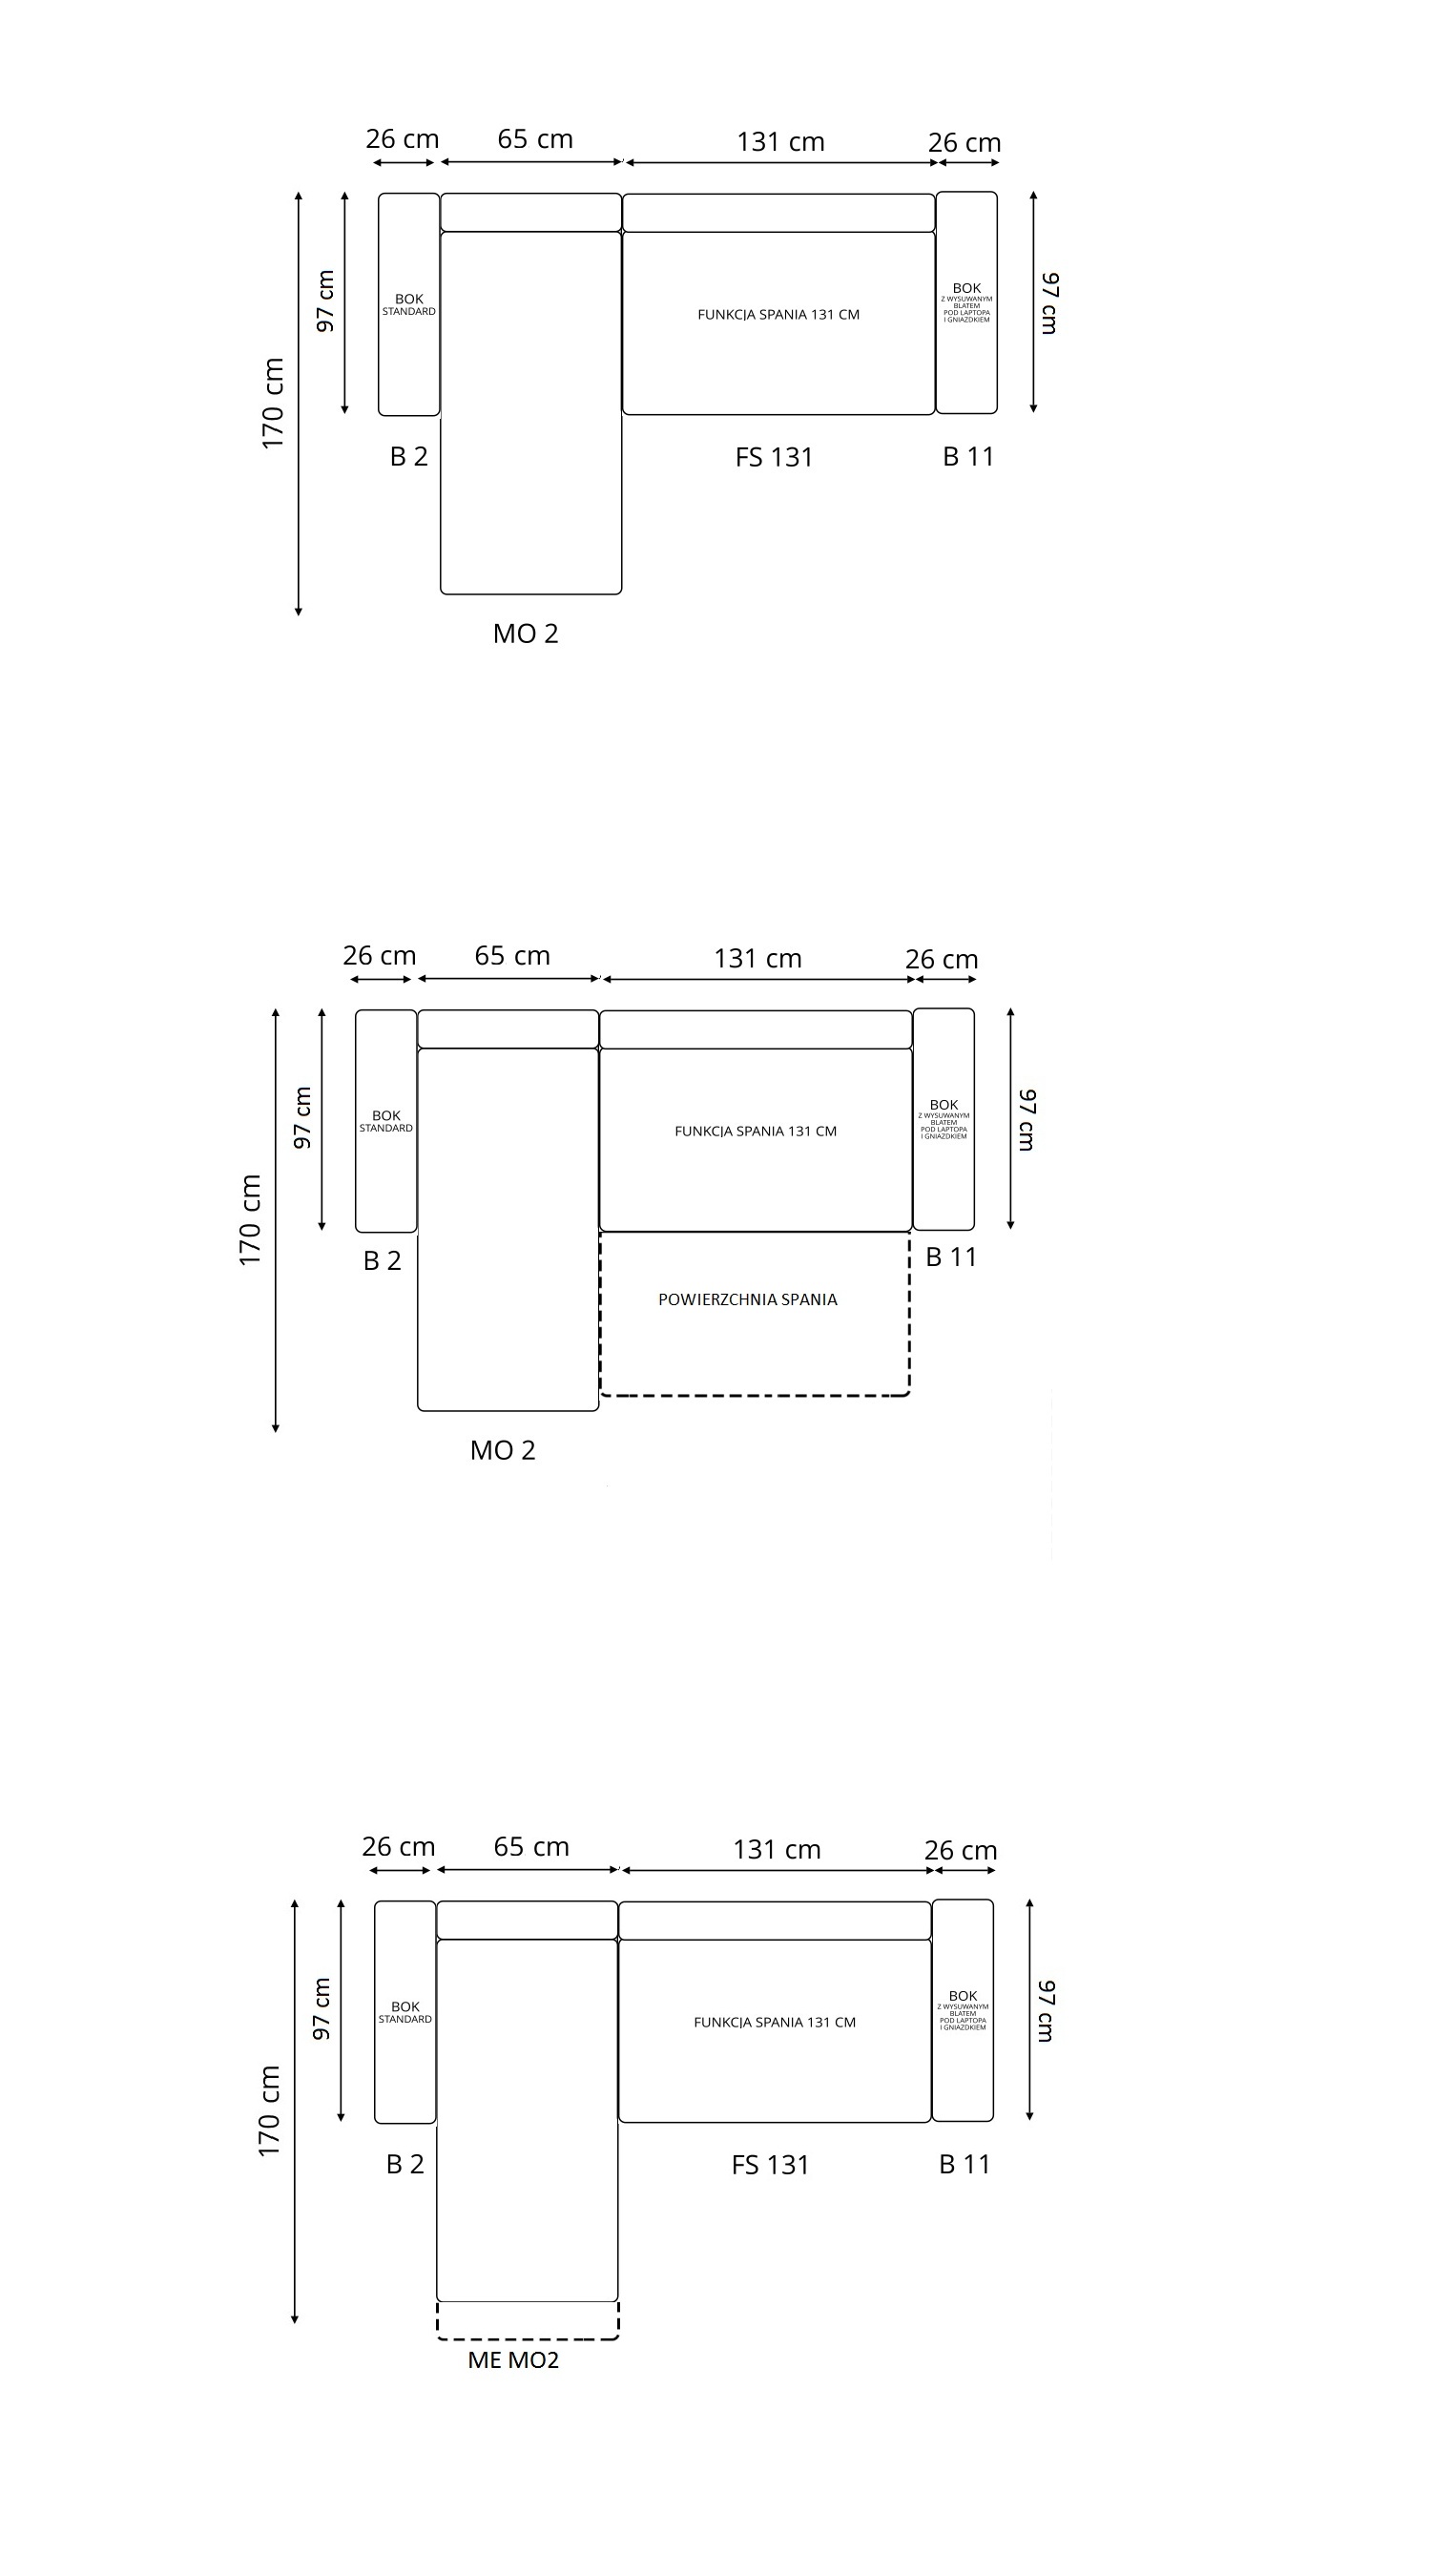 26 cm
65 cm
131 cm
26 cm
170 cm
97 cm
BOK
STANDARD
FUNKCJA SPANIA 131 CM
BOK
Z WYSUWANYM
BLATEM
POD LAPTOPA
I GNIAZDKIEM
97 cm
B 2
FS 131
B 11
MO 2
26 cm
65 cm
131 cm
26 cm
170 cm
97 cm
BOK
STANDARD
FUNKCJA SPANIA 131 CM
BOK
Z WYSUWANYM
BLATEM
POD LAPTOPA
I GNIAZDKIEM
97 cm
B 2
B 11
POWIERZCHNIA SPANIA
MO 2
26 cm
65 cm
131 cm
26 cm
170 cm
97 cm
BOK
STANDARD
FUNKCJA SPANIA 131 CM
BOK
Z WYSUWANYM
BLATEM
POD LAPTOPA
I GNIAZDKIEM
97 cm
B 2
FS 131
B 11
ME MO2